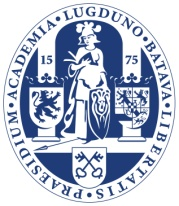 ACADEMIA · LUGDUNO · BATAVA · LIBERTATIS · PRAESIDIUM ·
15 75